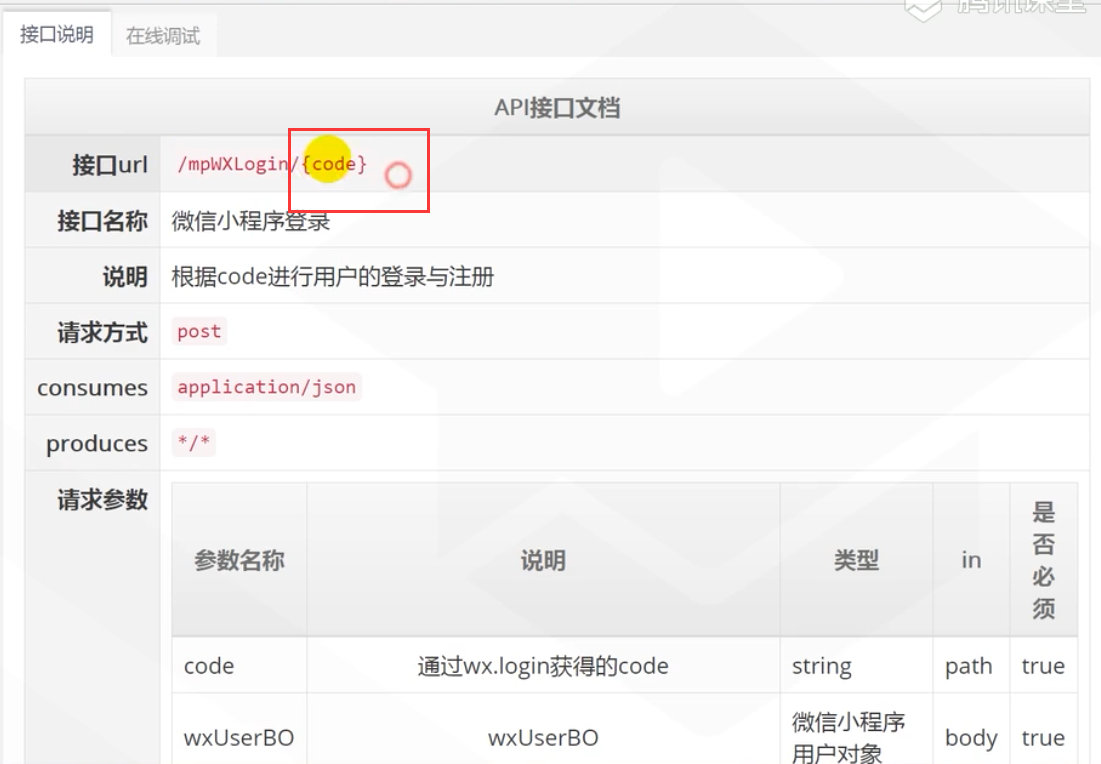 腾讯课堂
接口说明 在线调试
API接口文档
接口url /mpWXLogin/{code}
接口名称 微信小程序登录
说明 根据code进行用户的登录与注册
请求方式 post
consumes application/json
produces */*
请求参数
参数名称 说明 类型 in 是否必须
code 通过wx.login获得的code string path true
wxUserBO wxUserBO 微信小程序用户对象 body true